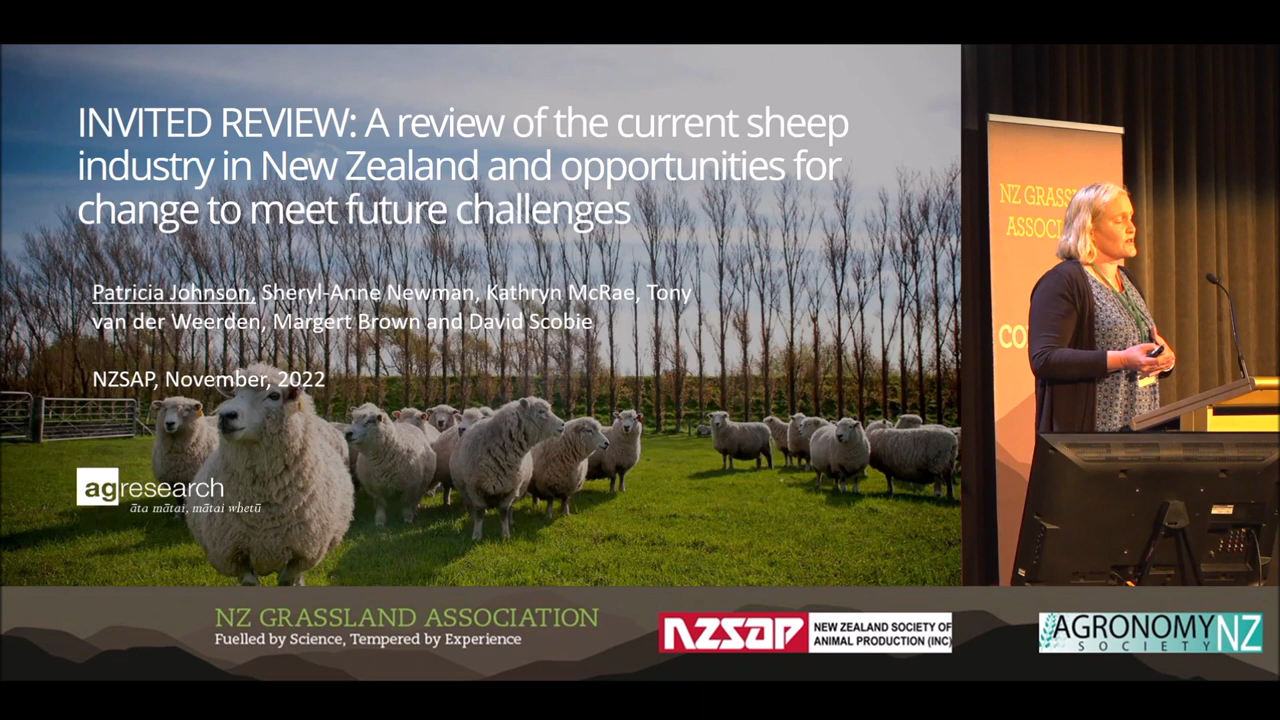 INVITED REVIEW: A review of the current sheep
industry in New Zealand and opportunities for
change to meet future challenges
Patricia Johnson, Sheryl-Anne Newman, Kathryn McRae, Tony
van der Weerden, Margert Brown and David Scobie
NZSAP, November, 2022
agresearch
āta mātai, mātai whetū
NZ GRASS
ASSOCI
CO
NZ GRASSLAND ASSOCIATION
Fuelled by Science, Tempered by Experience
NZSAP
NEW ZEALAND SOCIETY OF
ANIMAL PRODUCTION (INC)
AGRONOMY NZ
SOCIETY